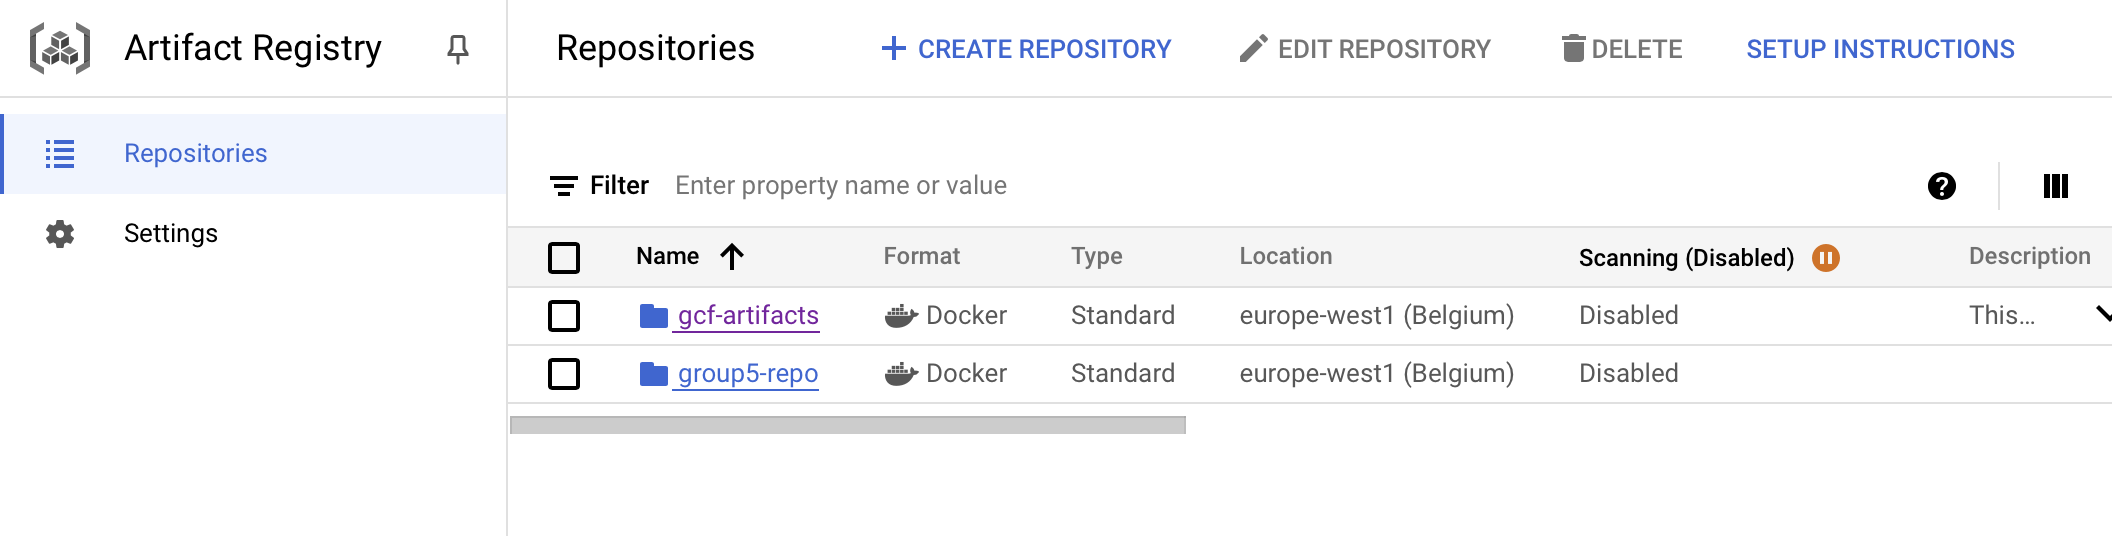 Artifact Registry
Repositories
Settings
Repositories CREATE REPOSITORY EDIT REPOSITORY DELETE SETUP INSTRUCTIONS
Filter Enter property name or value
Name Format Type Location Scanning (Disabled) Description
gcf-artifacts Docker Standard europe-west1 (Belgium) Disabled This…
group5-repo Docker Standard europe-west1 (Belgium) Disabled